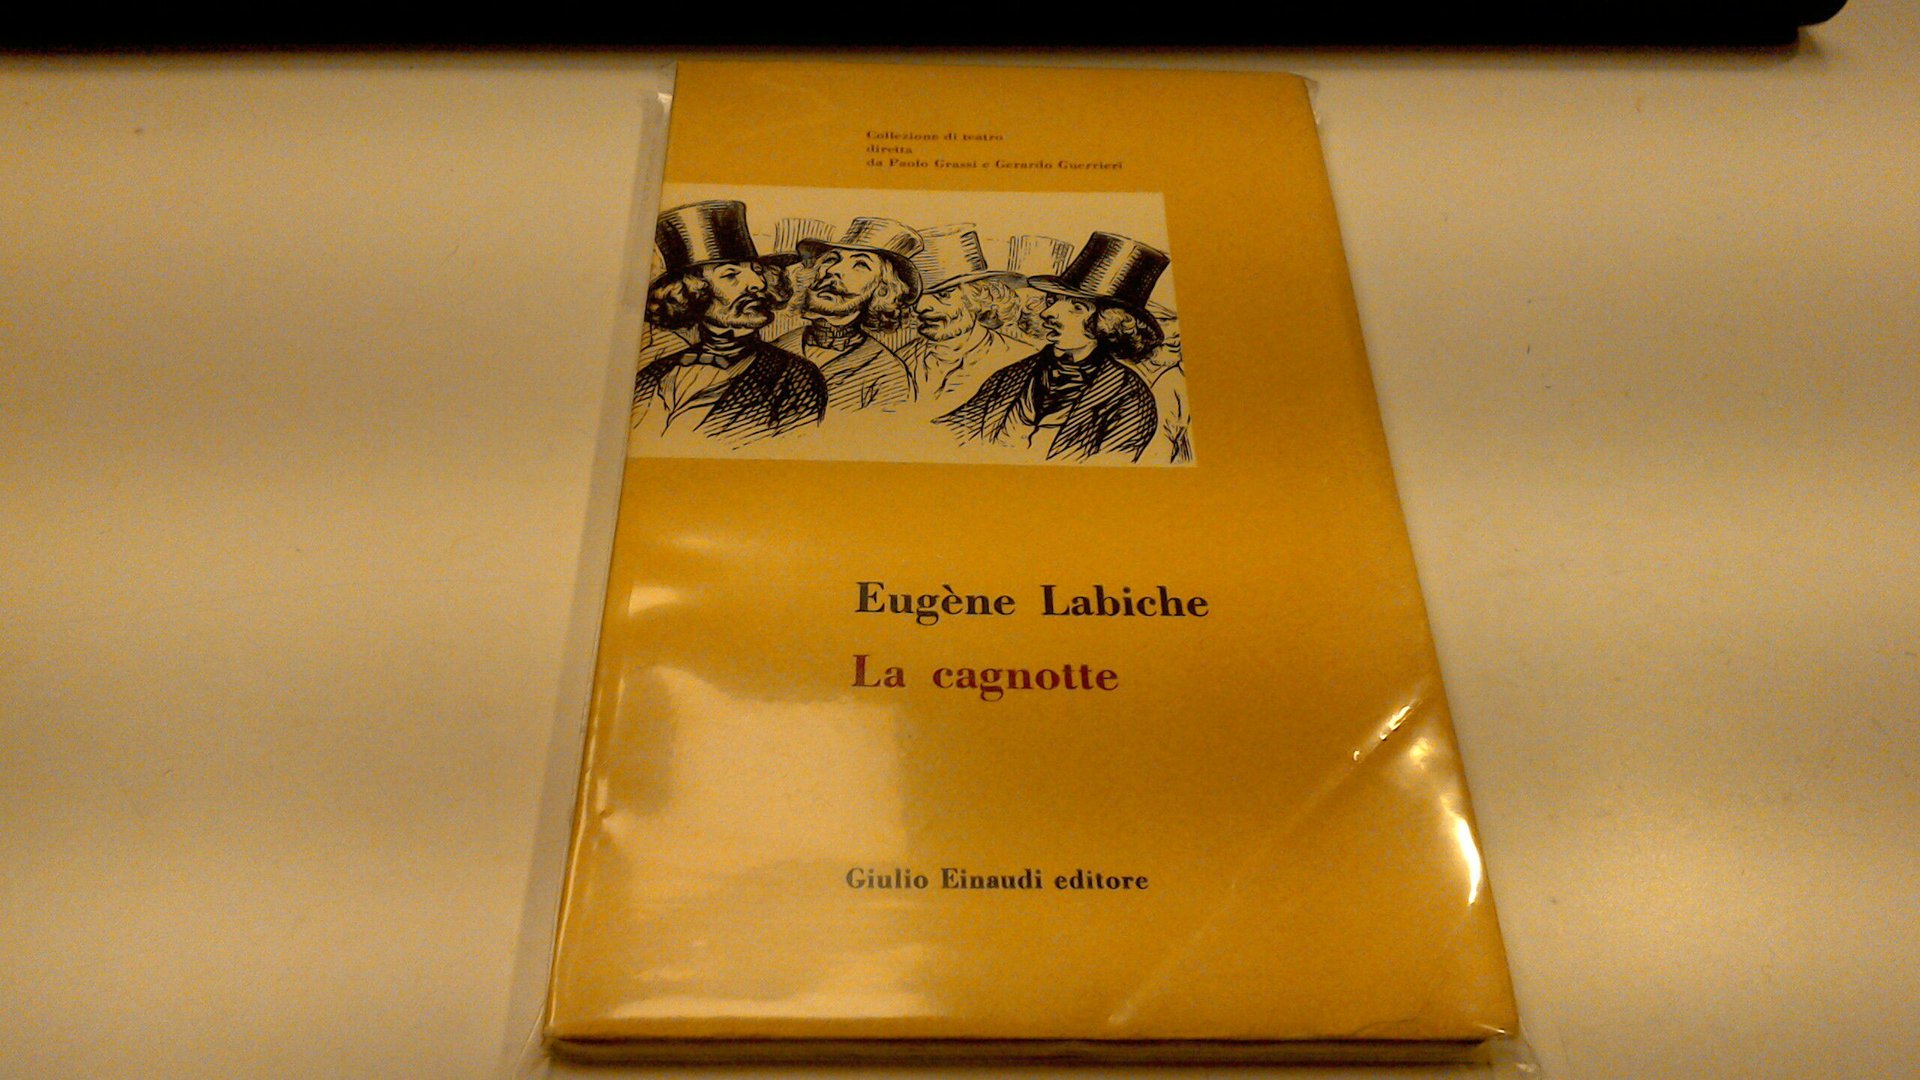 Collezione di teatro
diretta
da Paolo Grassi e Gerardo Guerrieri
Eugène Labiche
La cagnotte
Giulio Einaudi editore